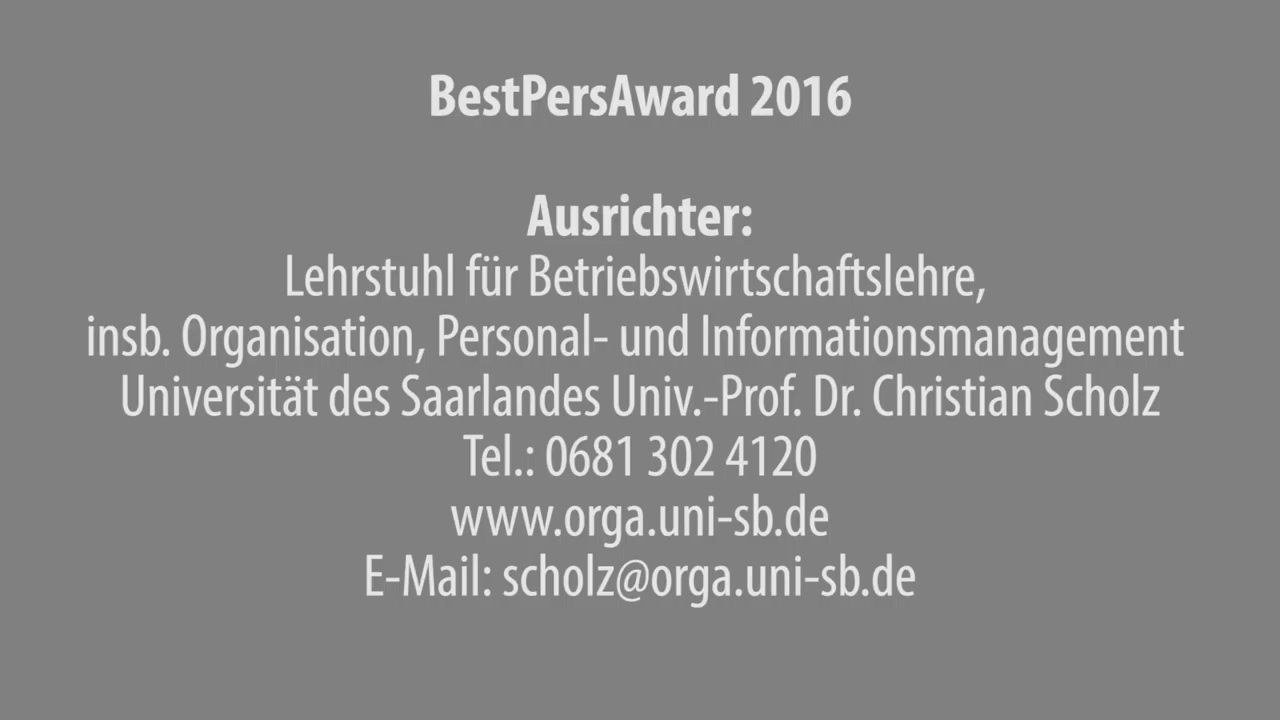 BestPersAward 2016
Ausrichter:
Lehrstuhl für Betriebswirtschaftslehre,
insb. Organisation, Personal- und Informationsmanagement
Universität des Saarlandes Univ.-Prof. Dr. Christian Scholz
Tel.: 0681 302 4120
www.orga.uni-sb.de
E-Mail: scholz@orga.uni-sb.de